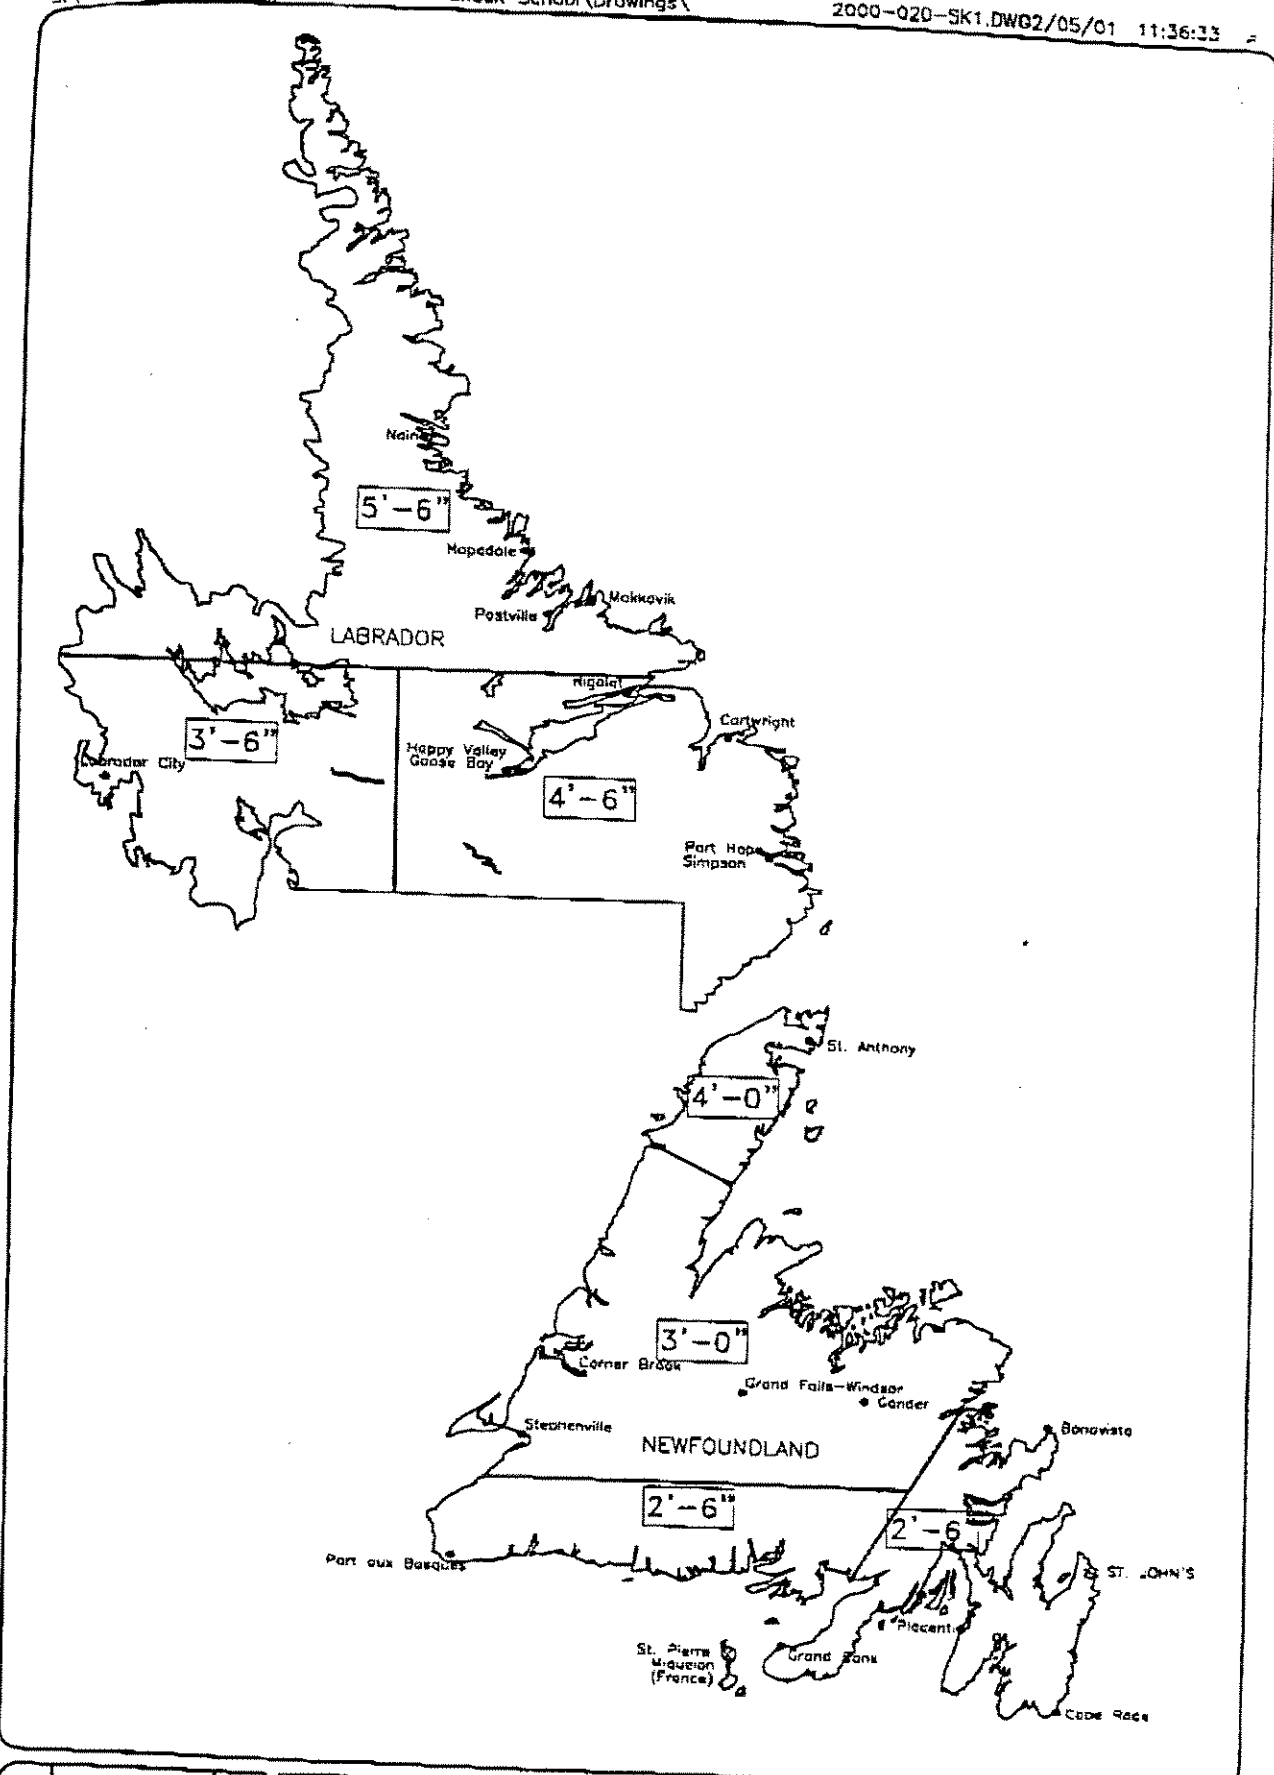 School\Drawings\
2000-020-SK1.DWG2/05/01 11:36:33
Nain
5'-6"
Hopedale
Makkovik
Postville
LABRADOR
Rigolet
3'-6"
Cartwright
Happy Valley
Goose Bay
Labrador City
4'-6"
Port Hope
Simpson
St. Anthony
4'-0"
3'-0"
Corner Brook
Grand Falls-Windsor
Gander
Stephenville
Bonavista
NEWFOUNDLAND
2'-6"
2'-6
Port aux Basques
ST. JOHN'S
Placentia
St. Pierre
Miquelon
(France)
Grand Bank
Cape Race